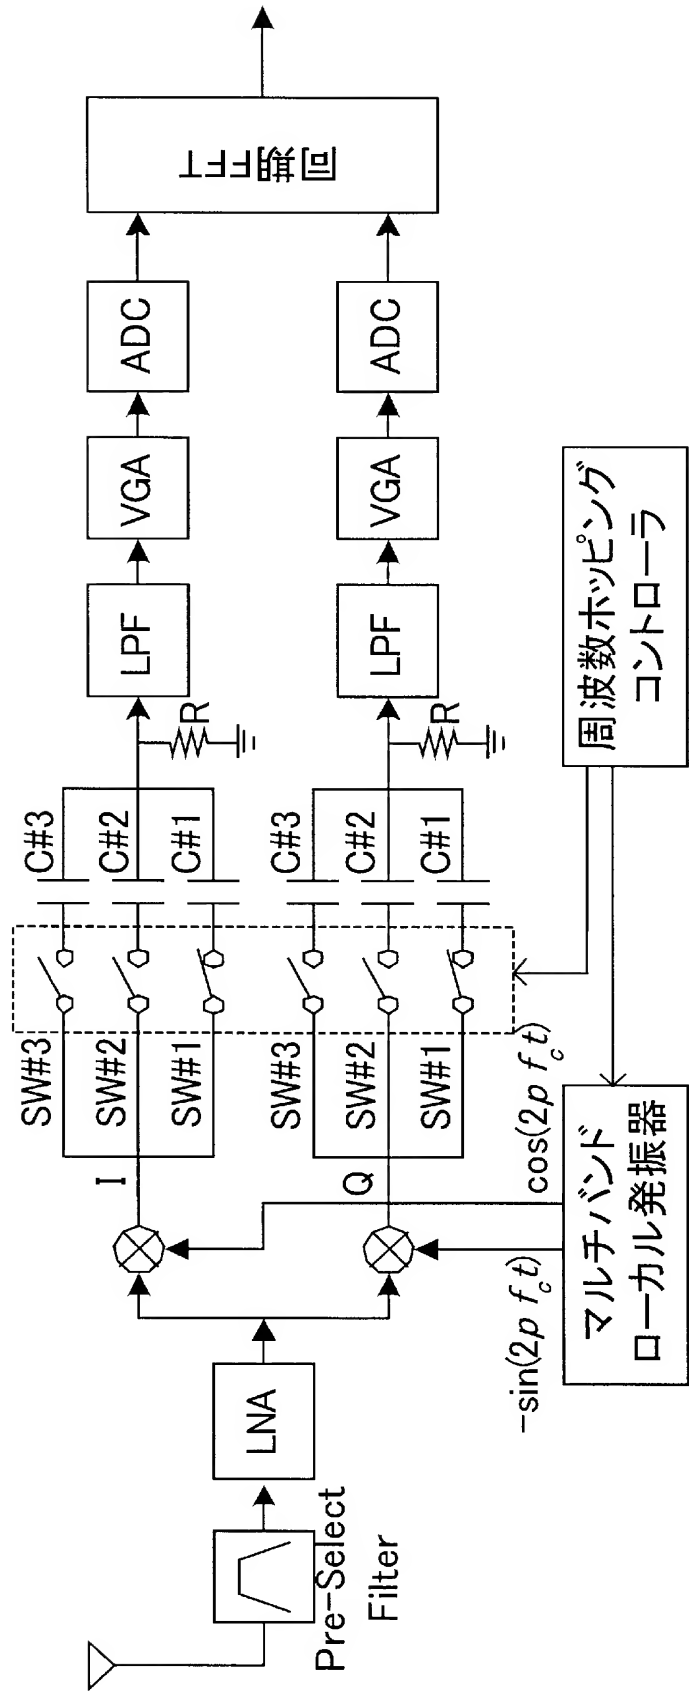 Pre-Select
Filter
LNA
I
Q
SW#3
SW#2
SW#1
SW#3
SW#2
SW#1
C#3
C#2
C#1
C#3
C#2
C#1
R
R
LPF
VGA
ADC
LPF
VGA
ADC
同期FFT
-sin(2p f_c t)
cos(2p f_c t)
マルチバンド
ローカル発振器
周波数ホッピング
コントローラ